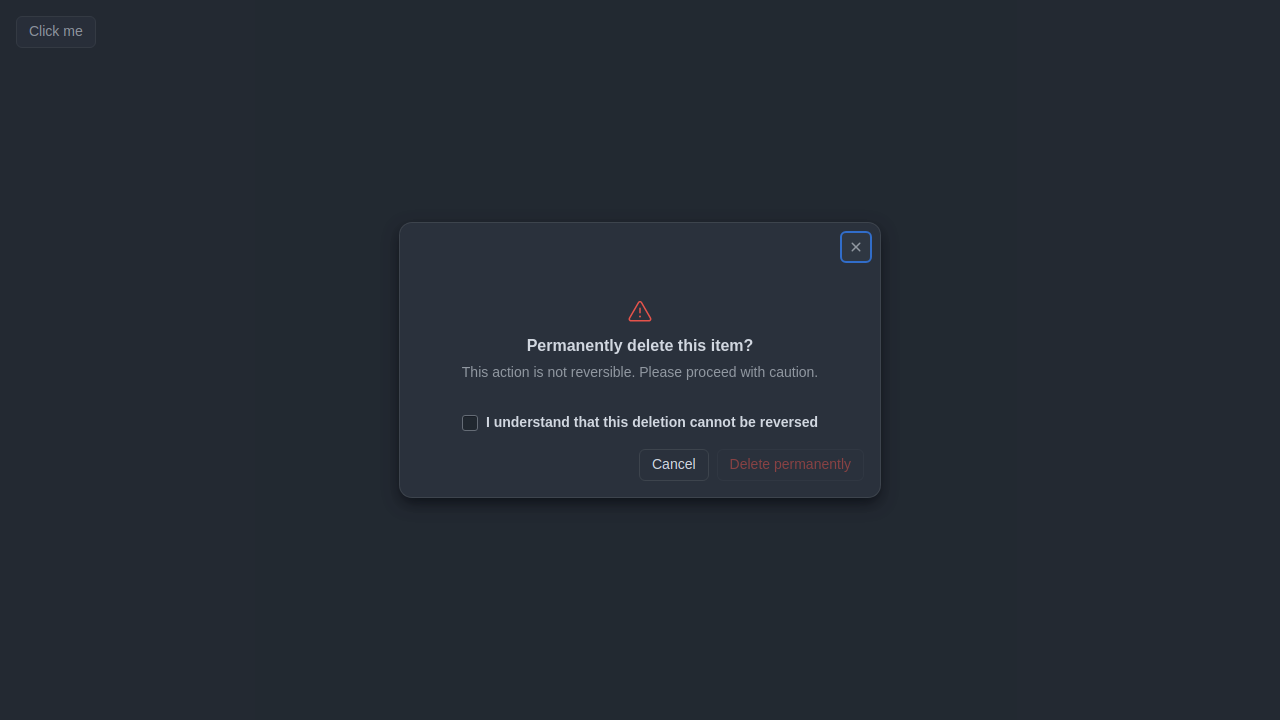 Click me
Permanently delete this item?
This action is not reversible. Please proceed with caution.
I understand that this deletion cannot be reversed
Cancel
Delete permanently